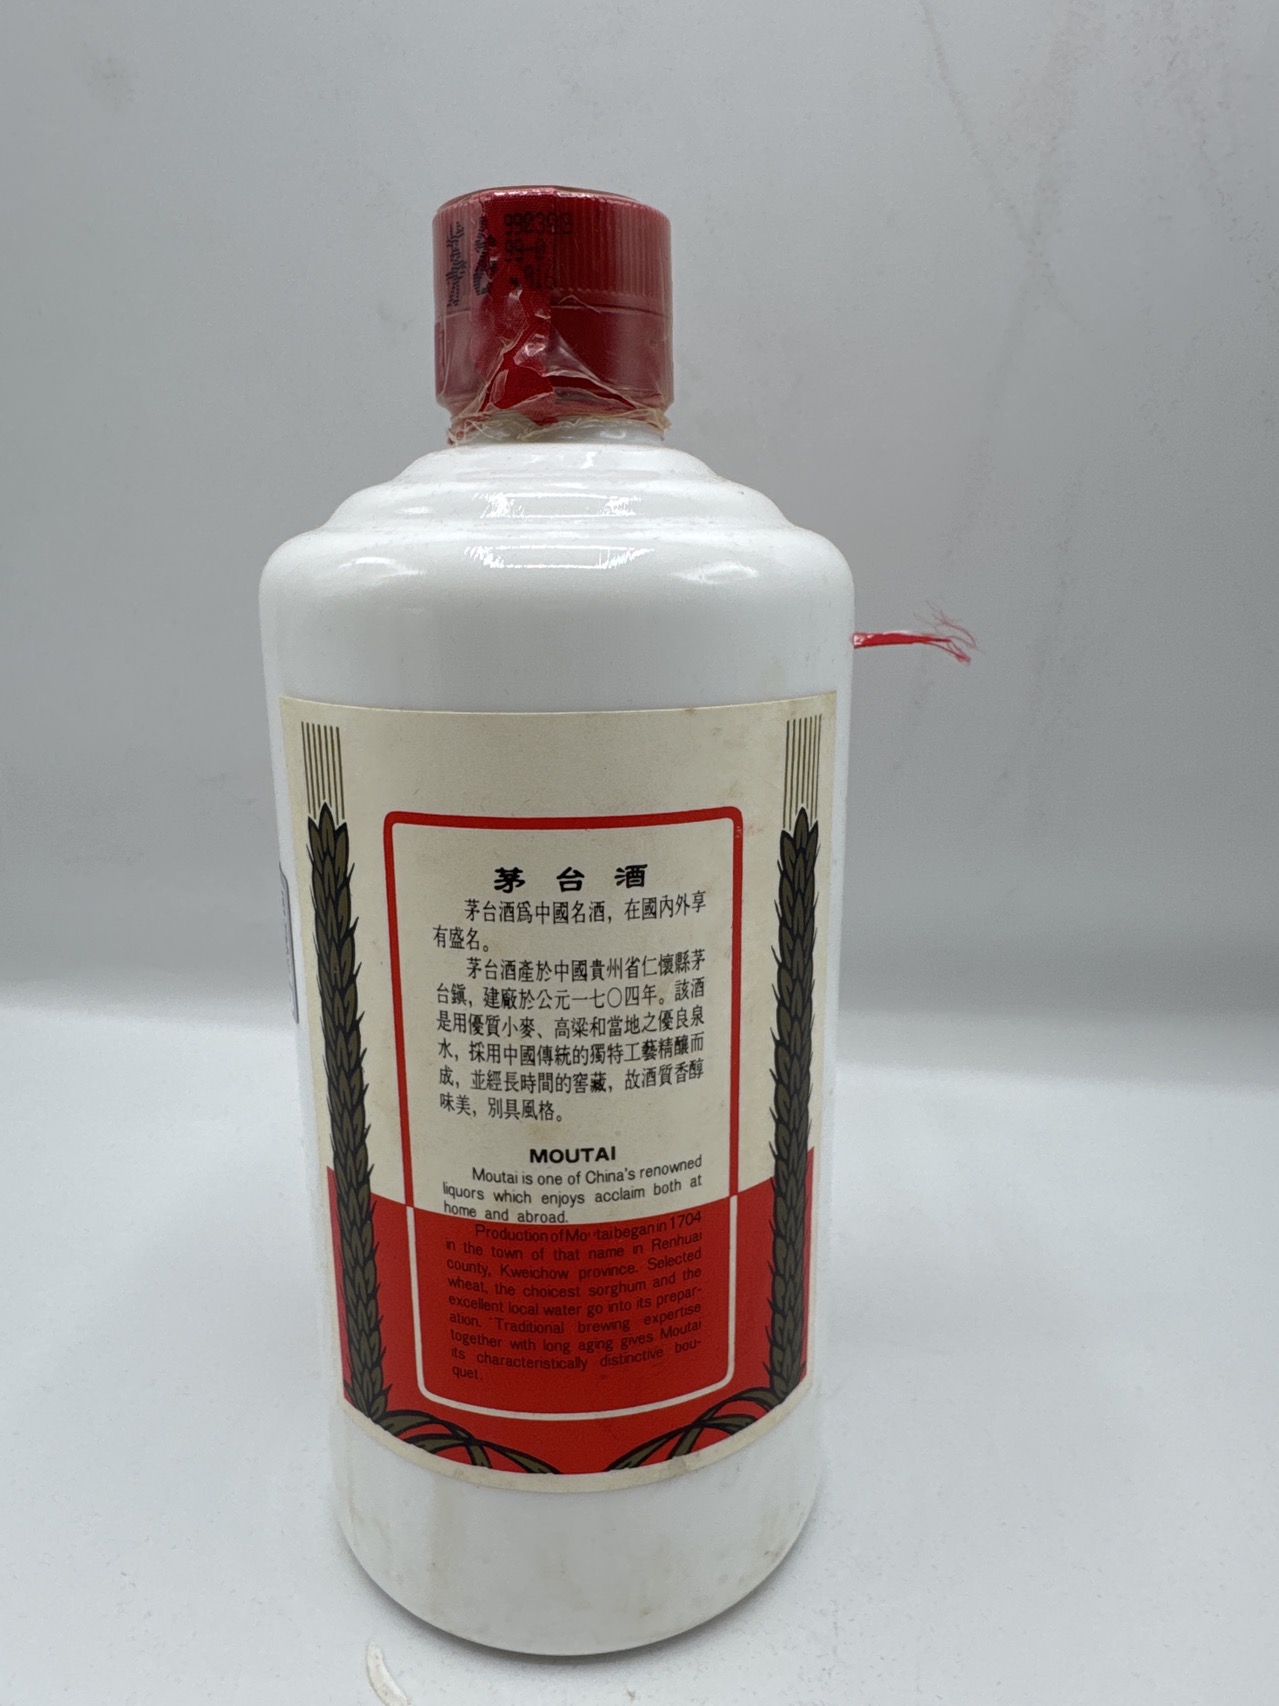 茅台酒
茅台酒爲中國名酒，在國內外享
有盛名。
茅台酒產於中國貴州省仁懷縣茅
台鎮，建廠於公元一七〇四年。該酒
是用優質小麥、高粱和當地之優良泉
水，採用中國傳統的獨特工藝精釀而
成，並經長時間的窖藏，故酒質香醇
味美，別具風格。
MOUTAI
Moutai is one of China's renowned
liquors which enjoys acclaim both at
home and abroad.
Production of Moutai began in 1704
in the town of that name in Renhuai
county, Kweichow province. Selected
wheat, the choicest sorghum and the
excellent local water go into its prepar-
ation. Traditional brewing expertise
together with long aging gives Moutai
its characteristically distinctive bou-
quet.